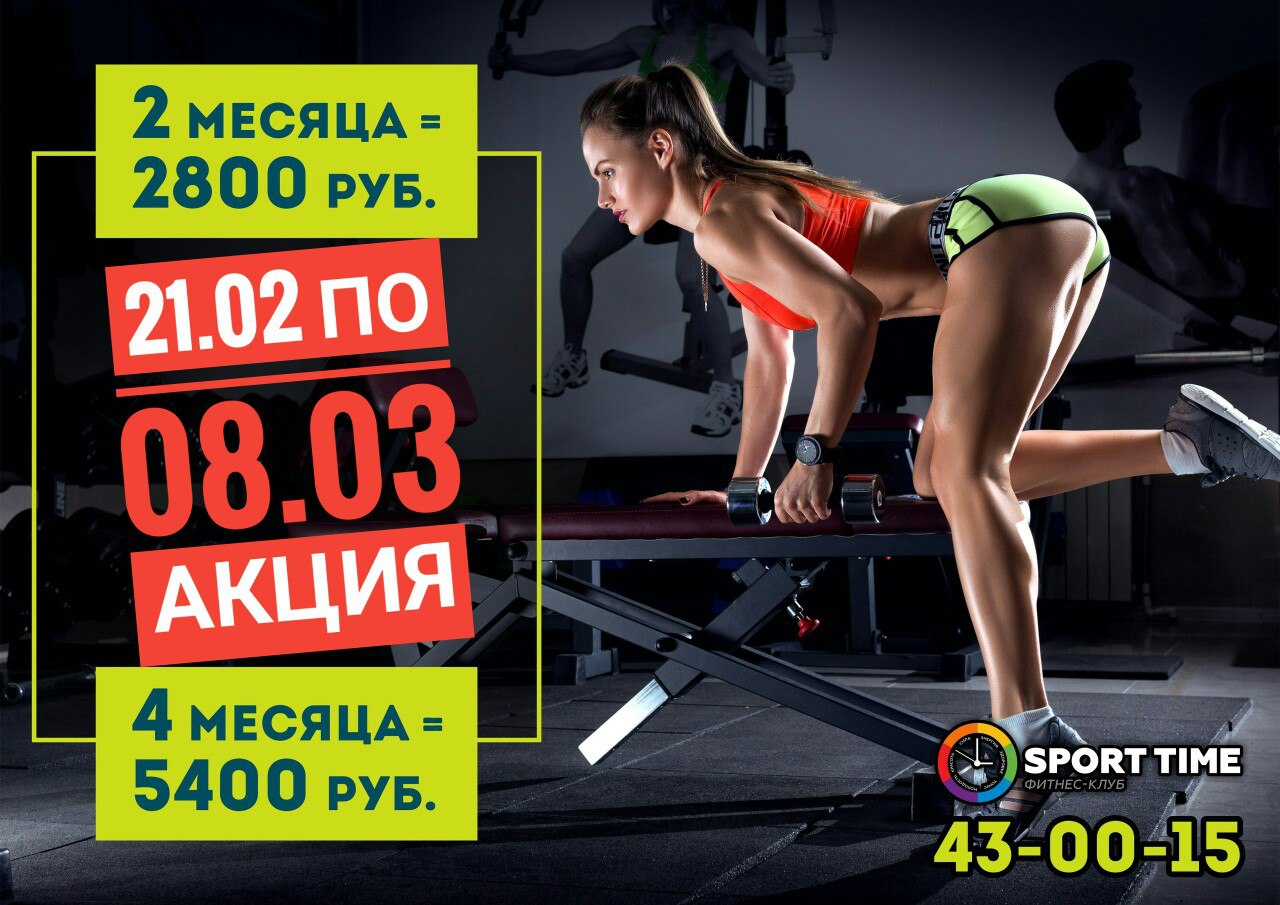 2 МЕСЯЦА =
2800 РУБ.
21.02 ПО
08.03
АКЦИЯ
4 МЕСЯЦА =
5400 РУБ.
SPORT TIME
ФИТНЕС-КЛУБ
43-00-15